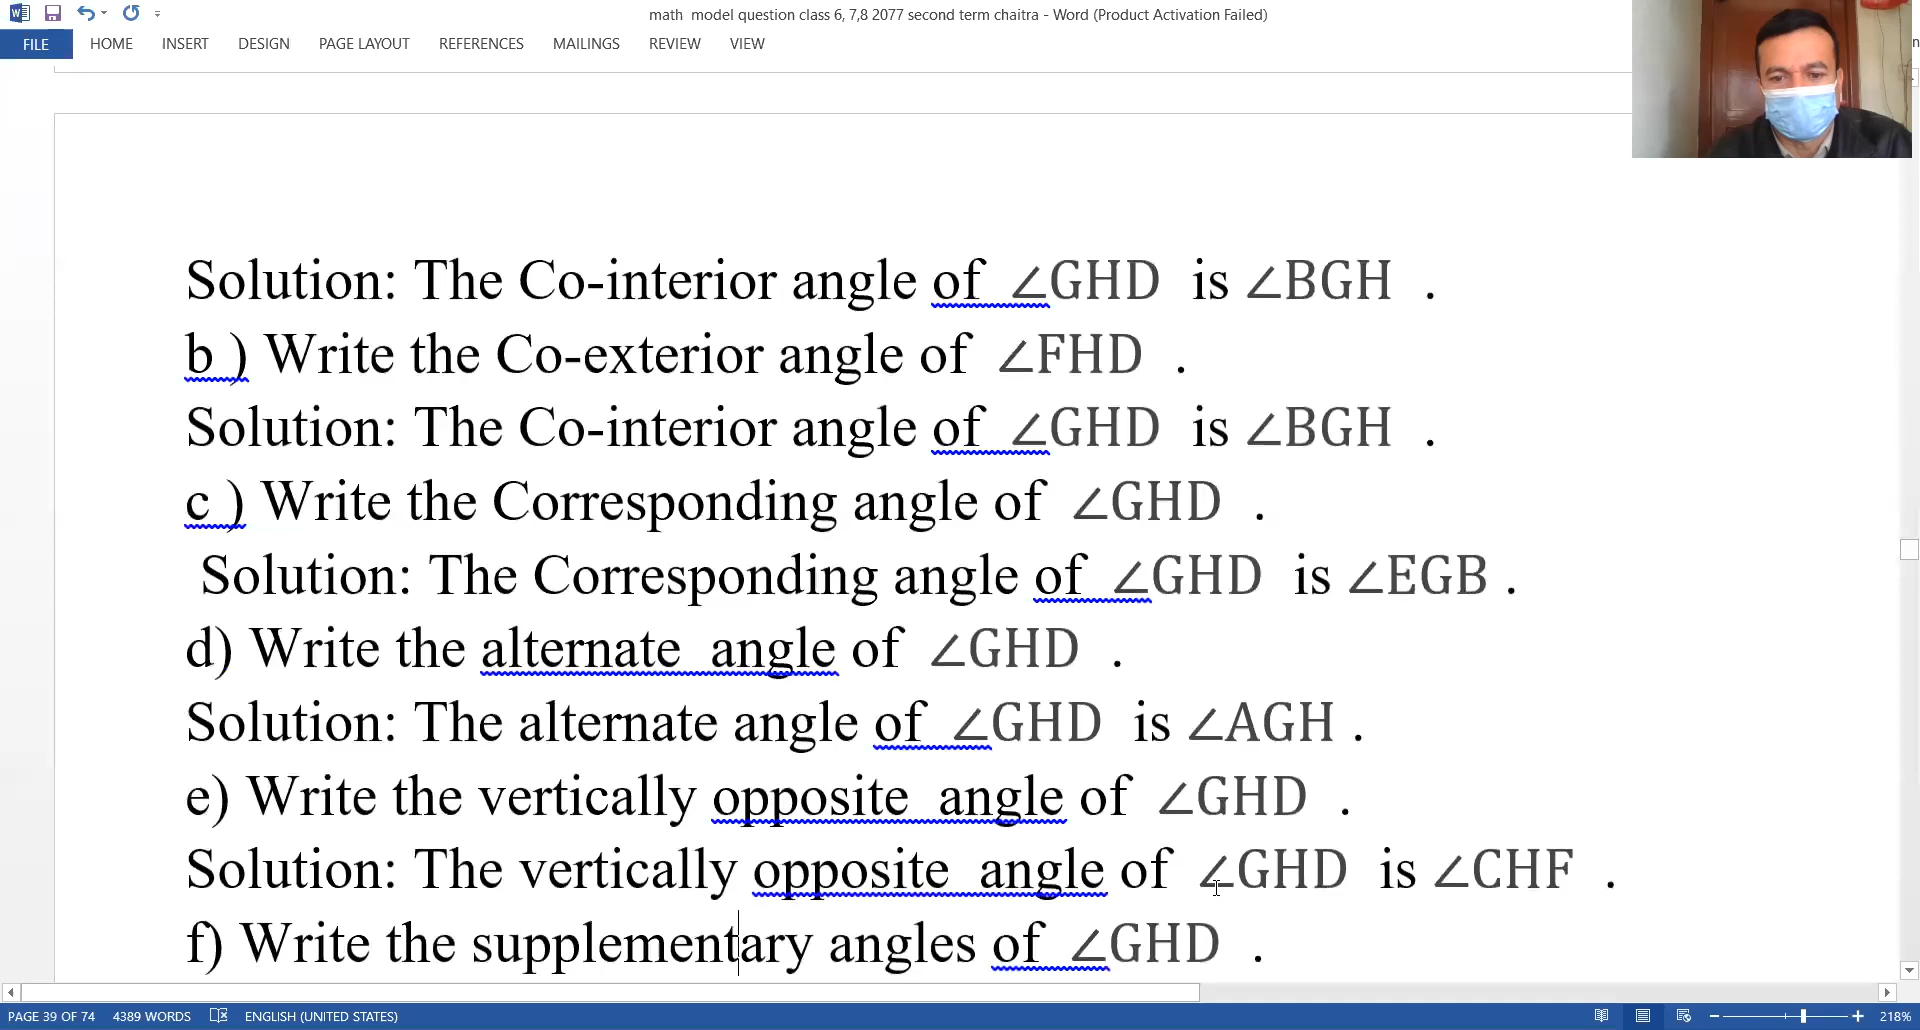 math model question class 6, 7,8 2077 second term chaitra - Word (Product Activation Failed)
FILE HOME INSERT DESIGN PAGE LAYOUT REFERENCES MAILINGS REVIEW VIEW
Solution: The Co-interior angle of ∠GHD is ∠BGH .
b ) Write the Co-exterior angle of ∠FHD .
Solution: The Co-interior angle of ∠GHD is ∠BGH .
c ) Write the Corresponding angle of ∠GHD .
Solution: The Corresponding angle of ∠GHD is ∠EGB .
d) Write the alternate angle of ∠GHD .
Solution: The alternate angle of ∠GHD is ∠AGH .
e) Write the vertically opposite angle of ∠GHD .
Solution: The vertically opposite angle of ∠GHD is ∠CHF .
f) Write the supplementary angles of ∠GHD .
PAGE 39 OF 74 4389 WORDS ENGLISH (UNITED STATES) 218%